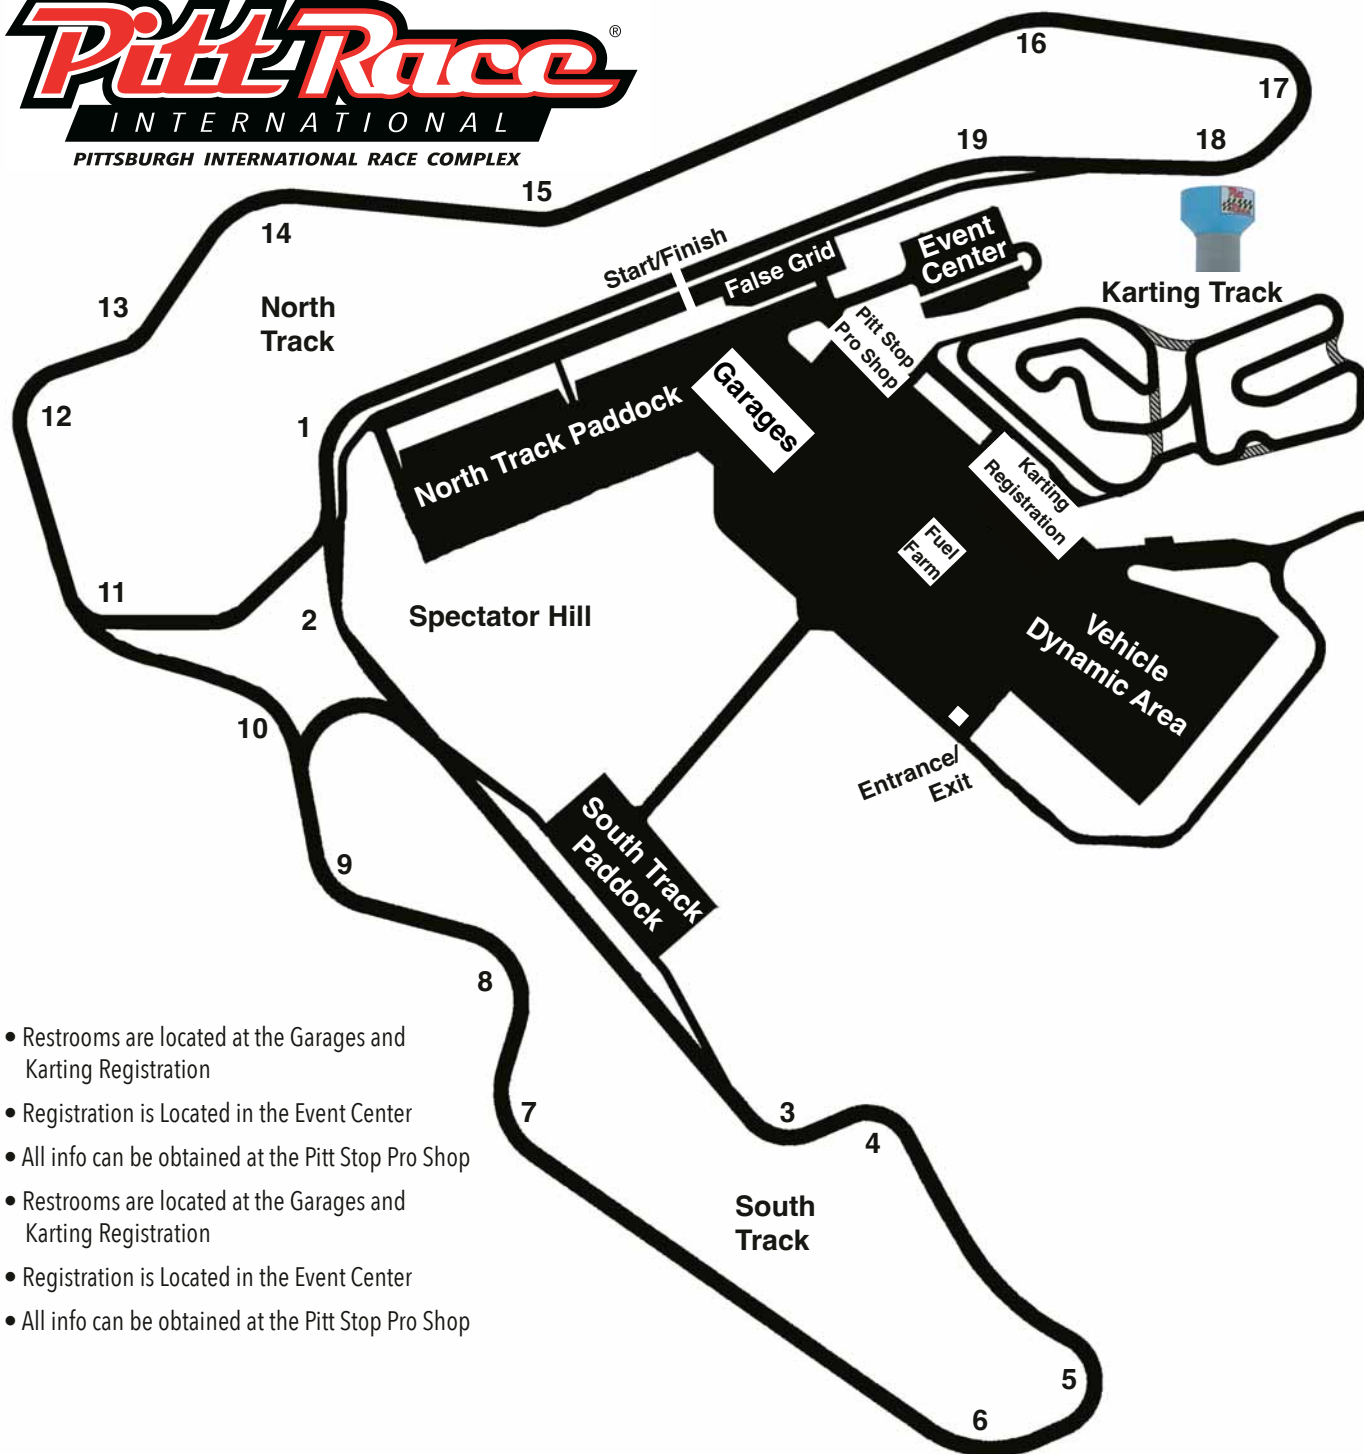 Pitt Race ®
INTERNATIONAL
PITTSBURGH INTERNATIONAL RACE COMPLEX
16
17
18
19
15
14
13
12
11
10
1
2
9
8
7
3
4
5
6
North
Track
Start/Finish
False Grid
Event
Center
Karting Track
Pitt Stop
Pro Shop
Garages
North Track Paddock
Karting
Registration
Fuel
Farm
Spectator Hill
Vehicle
Dynamic Area
Entrance/
Exit
South Track
Paddock
South
Track
• Restrooms are located at the Garages and
Karting Registration
• Registration is Located in the Event Center
• All info can be obtained at the Pitt Stop Pro Shop
• Restrooms are located at the Garages and
Karting Registration
• Registration is Located in the Event Center
• All info can be obtained at the Pitt Stop Pro Shop